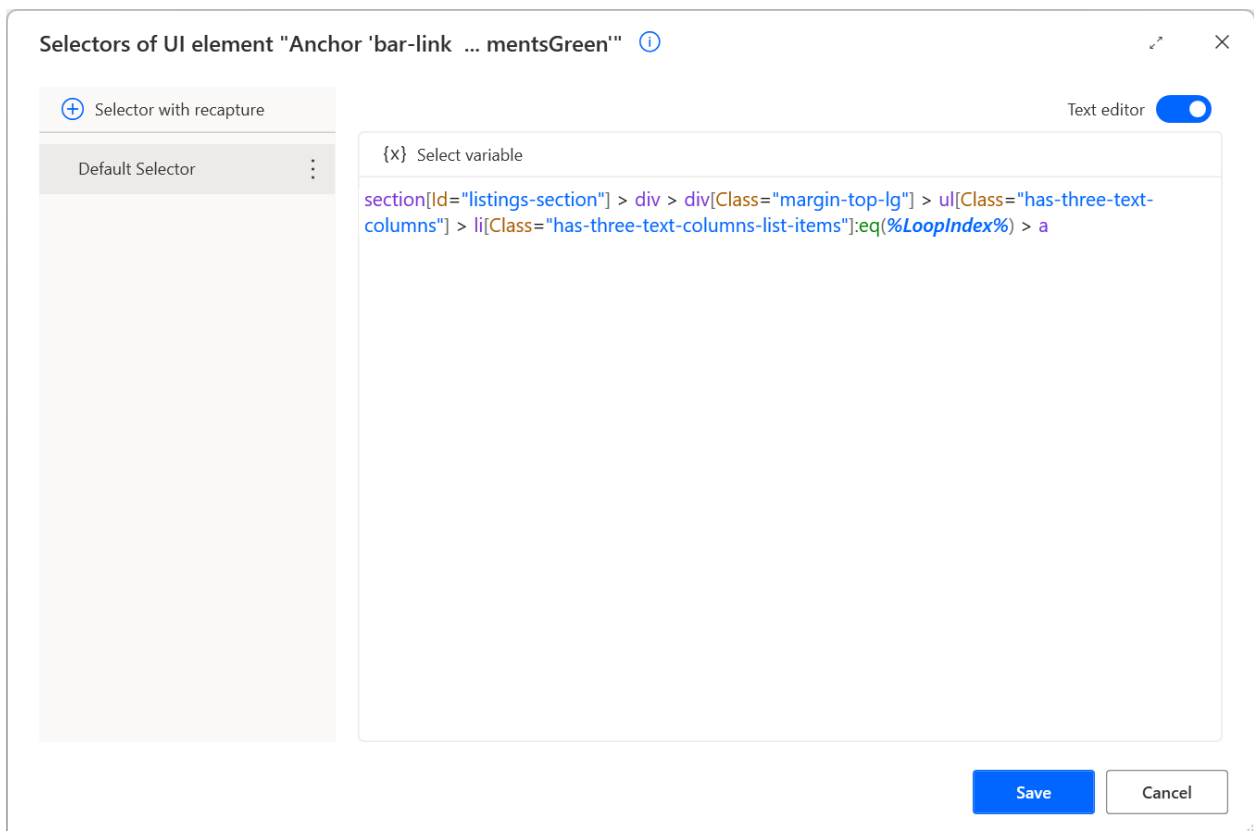 Selectors of UI element "Anchor 'bar-link ... mentsGreen'"
Selector with recapture
Text editor
Default Selector
{x} Select variable
section[Id="listings-section"] > div > div[Class="margin-top-lg"] > ul[Class="has-three-text-
columns"] > li[Class="has-three-text-columns-list-items"]:eq(%LoopIndex%) > a
Save
Cancel